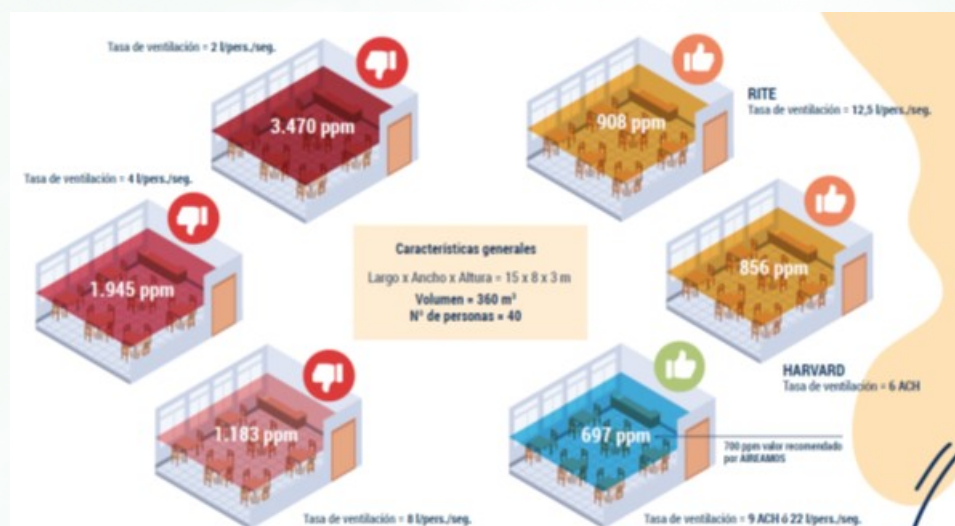 Tasa de ventilación = 2 l/pers./seg.
3.470 ppm
908 ppm
RITE
Tasa de ventilación = 12,5 l/pers./seg.
Tasa de ventilación = 4 l/pers./seg.
1.945 ppm
Características generales
Largo x Ancho x Altura = 15 x 8 x 3 m
Volumen = 360 m³
Nº de personas = 40
856 ppm
HARVARD
Tasa de ventilación = 6 ACH
1.183 ppm
697 ppm
700 ppm valor recomendado
por AIREAMOS
Tasa de ventilación = 8 l/pers./seg.
Tasa de ventilación = 9 ACH ó 22 l/pers./seg.